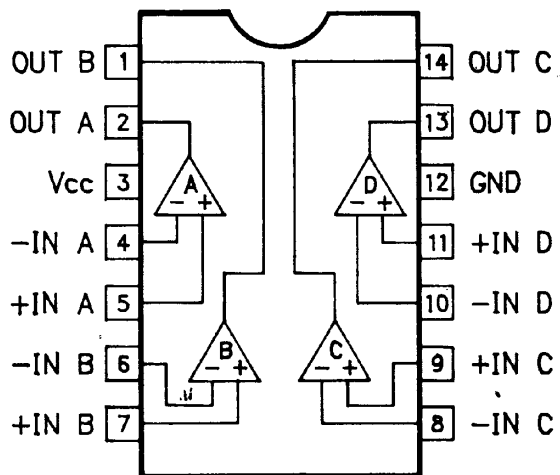 OUT B 1 14 OUT C
OUT A 2 13 OUT D
Vcc 3 A D 12 GND
- + - +
-IN A 4 11 +IN D
+IN A 5 10 -IN D
-IN B 6 B C 9 +IN C
- + - +
+IN B 7 8 -IN C